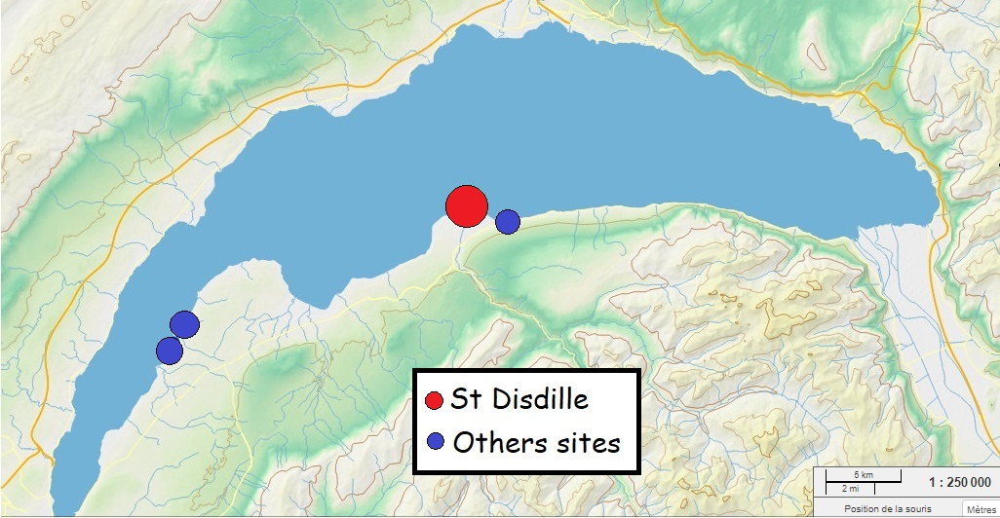 St Disdille
Others sites
5 km
2 mi
1 : 250 000
Position de la souris
Mètres